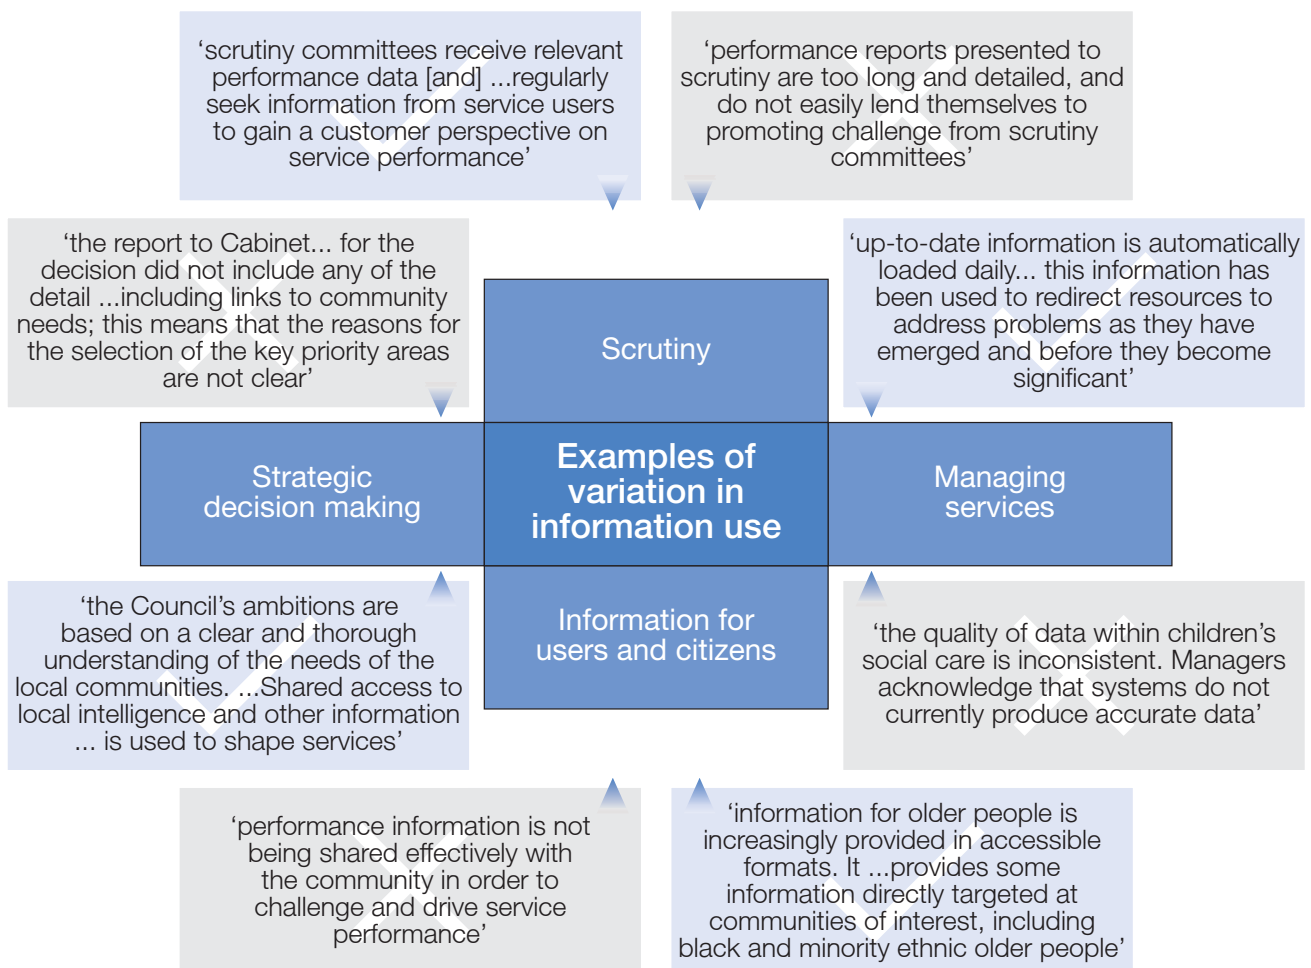 ‘scrutiny committees receive relevant
performance data [and] ...regularly
seek information from service users
to gain a customer perspective on
service performance’
‘performance reports presented to
scrutiny are too long and detailed, and
do not easily lend themselves to
promoting challenge from scrutiny
committees’
‘the report to Cabinet... for the
decision did not include any of the
detail ...including links to community
needs; this means that the reasons for
the selection of the key priority areas
are not clear’
‘up-to-date information is automatically
loaded daily... this information has
been used to redirect resources to
address problems as they have
emerged and before they become
significant’
Scrutiny
Strategic
decision making
Examples of
variation in
information use
Managing
services
Information for
users and citizens
‘the Council’s ambitions are
based on a clear and thorough
understanding of the needs of the
local communities. ...Shared access to
local intelligence and other information
... is used to shape services’
‘the quality of data within children’s
social care is inconsistent. Managers
acknowledge that systems do not
currently produce accurate data’
‘performance information is not
being shared effectively with
the community in order to
challenge and drive service
performance’
‘information for older people is
increasingly provided in accessible
formats. It ...provides some
information directly targeted at
communities of interest, including
black and minority ethnic older people’